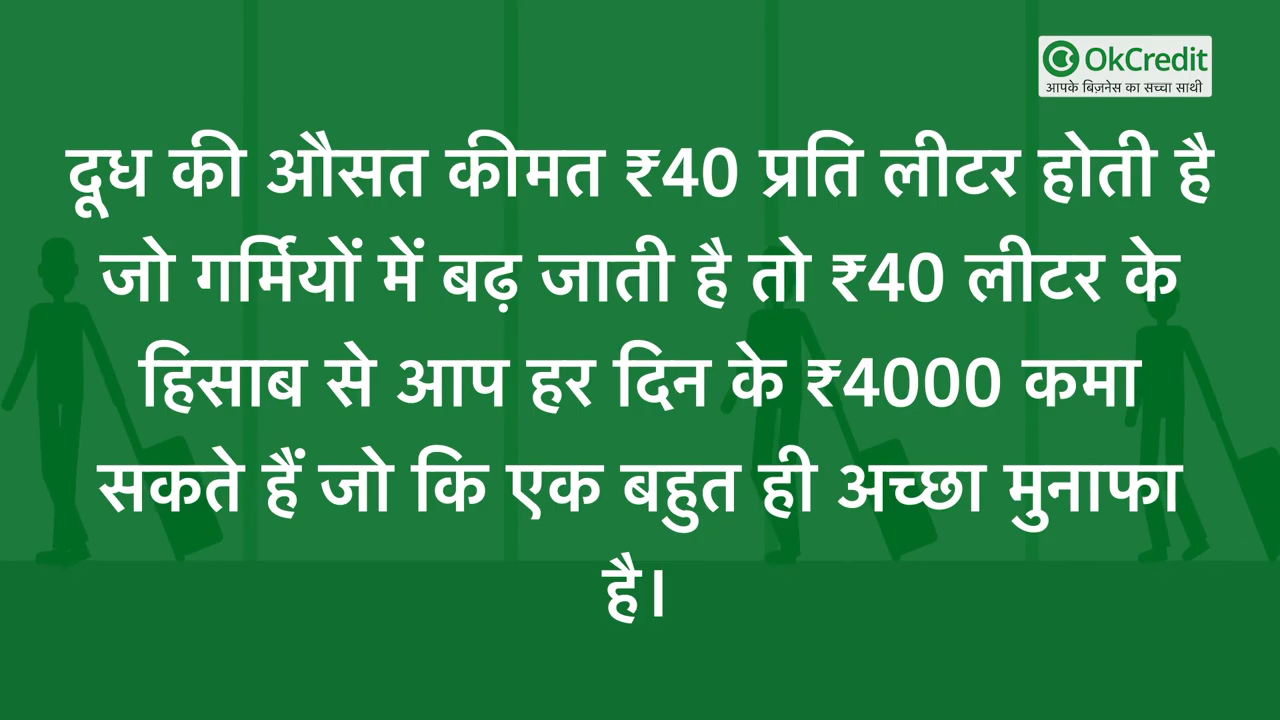 OkCredit
आपके बिज़नेस का सच्चा साथी
दूध की औसत कीमत ₹40 प्रति लीटर होती है
जो गर्मियों में बढ़ जाती है तो ₹40 लीटर के
हिसाब से आप हर दिन के ₹4000 कमा
सकते हैं जो कि एक बहुत ही अच्छा मुनाफा
है।